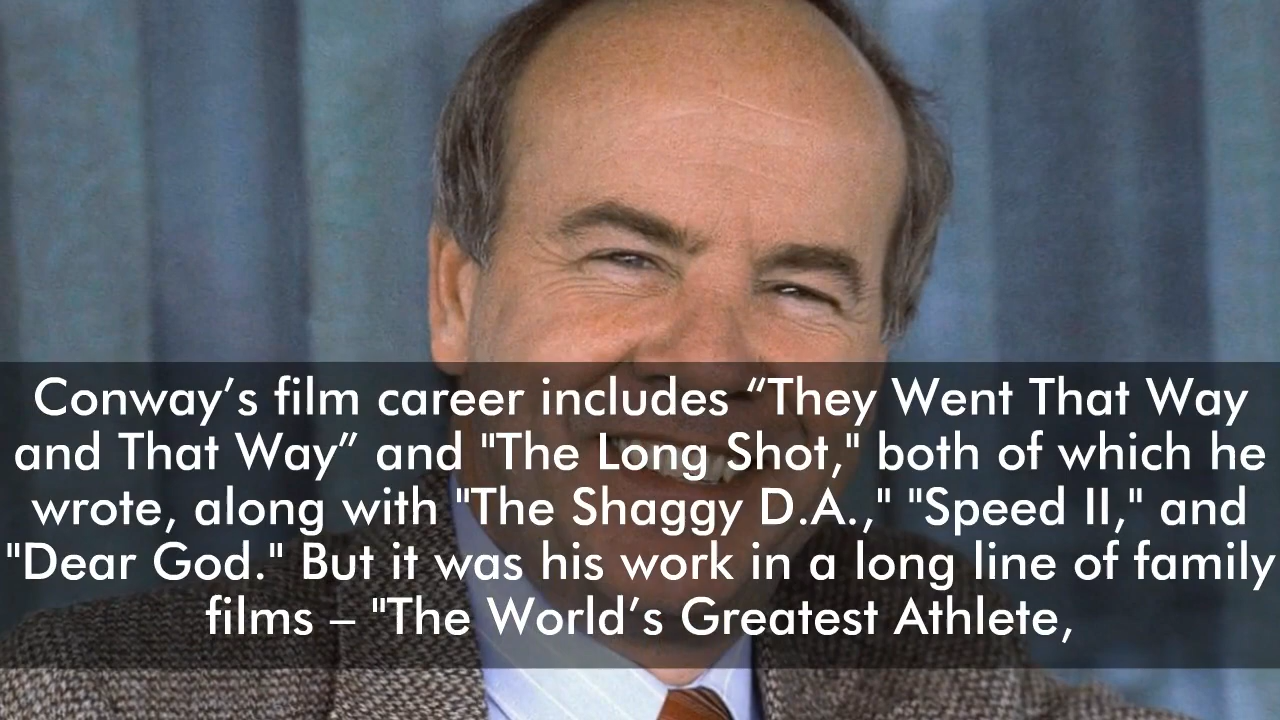 Conway’s film career includes “They Went That Way
and That Way” and "The Long Shot," both of which he
wrote, along with "The Shaggy D.A.," "Speed II," and
"Dear God." But it was his work in a long line of family
films – "The World’s Greatest Athlete,